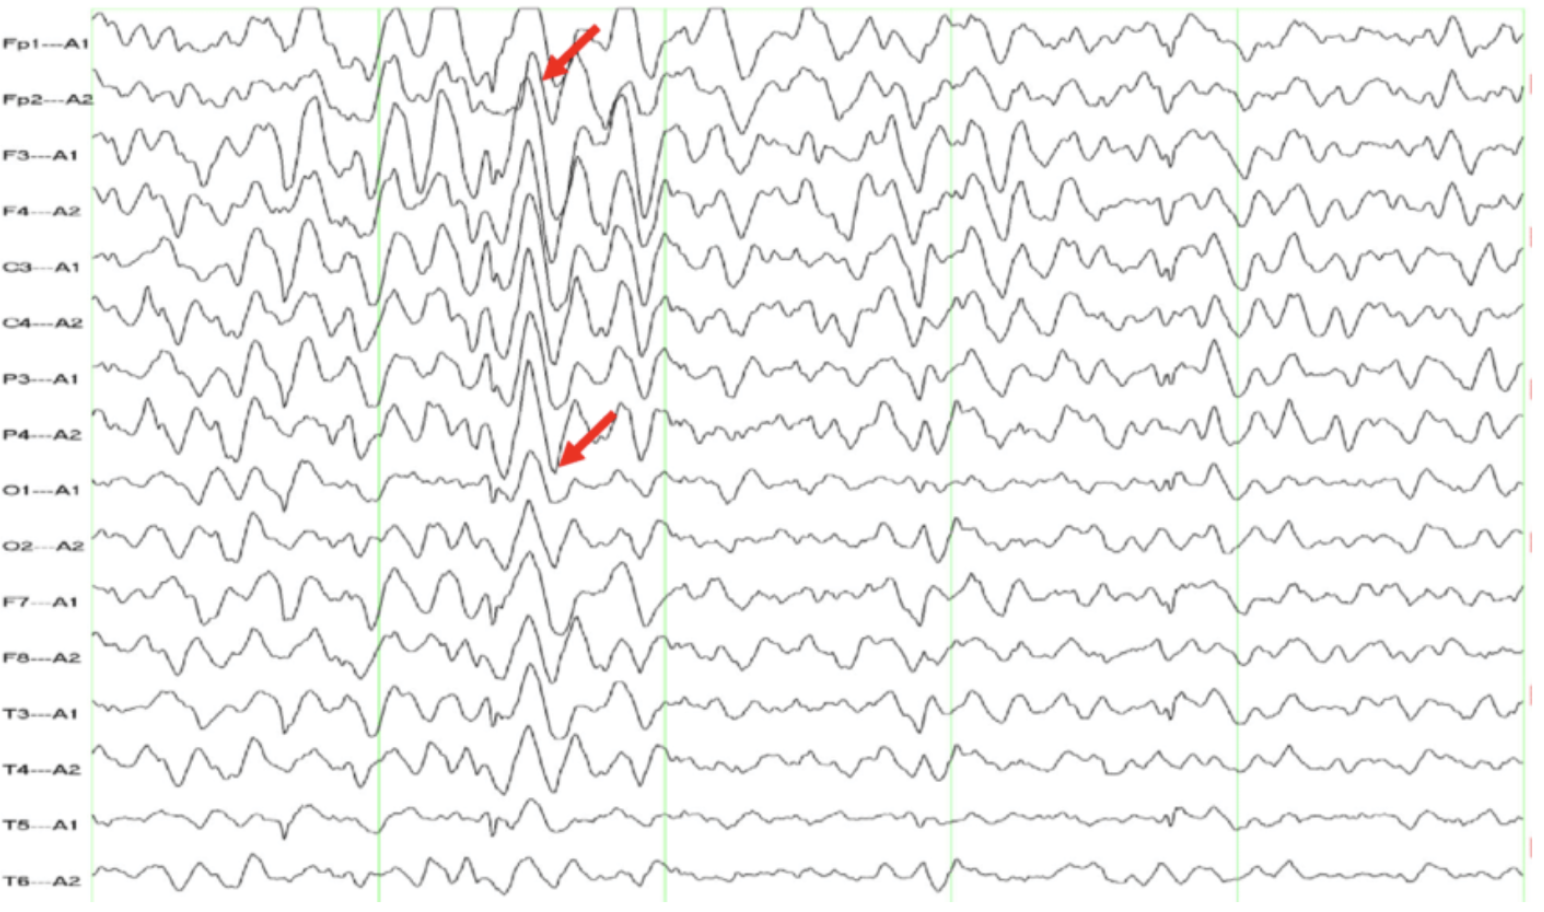 Fp1---A1
Fp2---A2
F3---A1
F4---A2
C3---A1
C4---A2
P3---A1
P4---A2
O1---A1
O2---A2
F7---A1
F8---A2
T3---A1
T4---A2
T5---A1
T6---A2